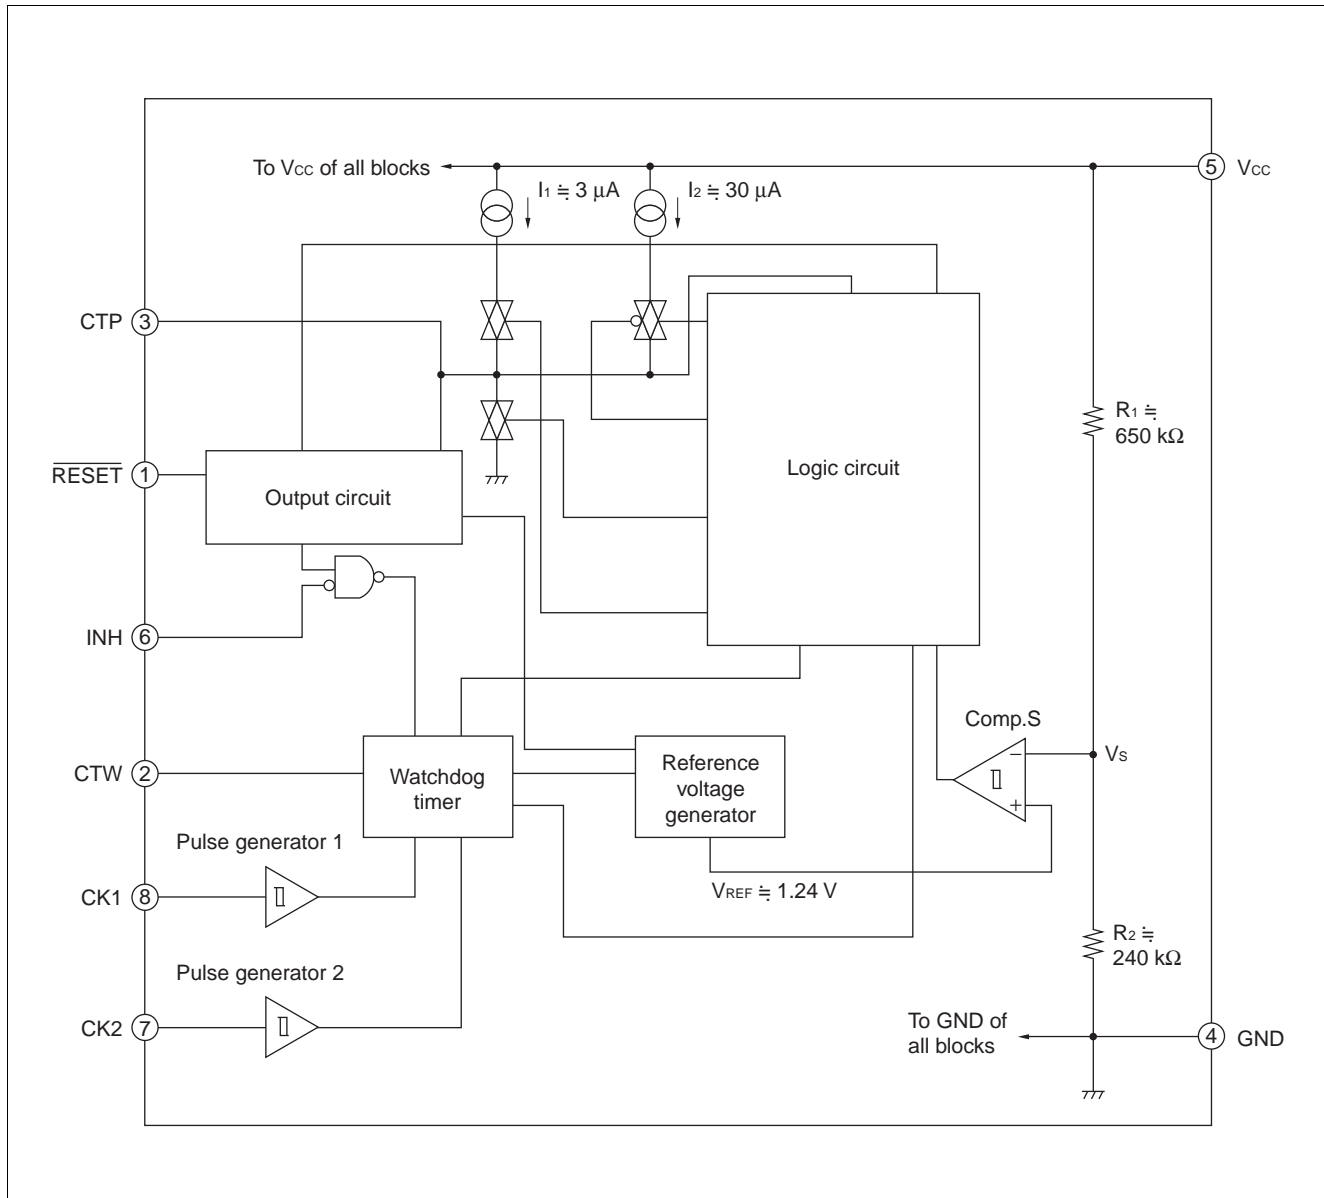 To VCC of all blocks
5
VCC
I1 ≒ 3 μA
I2 ≒ 30 μA
CTP
3
R1 ≒
650 kΩ
RESET
1
Output circuit
Logic circuit
INH
6
Comp.S
−
VS
+
CTW
2
Watchdog
timer
Reference
voltage
generator
Pulse generator 1
CK1
8
VREF ≒ 1.24 V
R2 ≒
240 kΩ
Pulse generator 2
CK2
7
To GND of
all blocks
4
GND